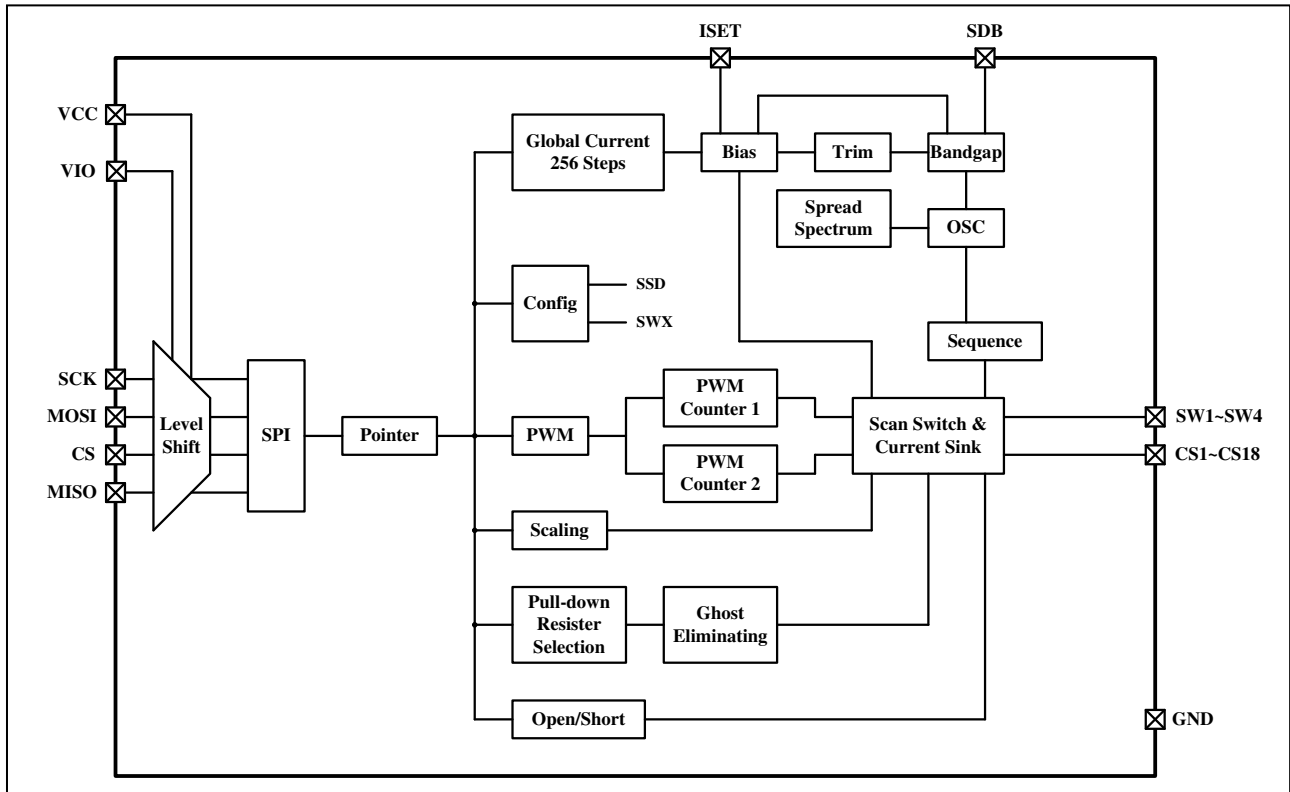 ISET
SDB
VCC
VIO
Global Current
256 Steps
Bias
Trim
Bandgap
Spread
Spectrum
OSC
Config
SSD
SWX
Sequence
SCK
MOSI
CS
MISO
Level
Shift
SPI
Pointer
PWM
PWM
Counter 1
PWM
Counter 2
Scan Switch &
Current Sink
SW1~SW4
CS1~CS18
Scaling
Pull-down
Resister
Selection
Ghost
Eliminating
Open/Short
GND